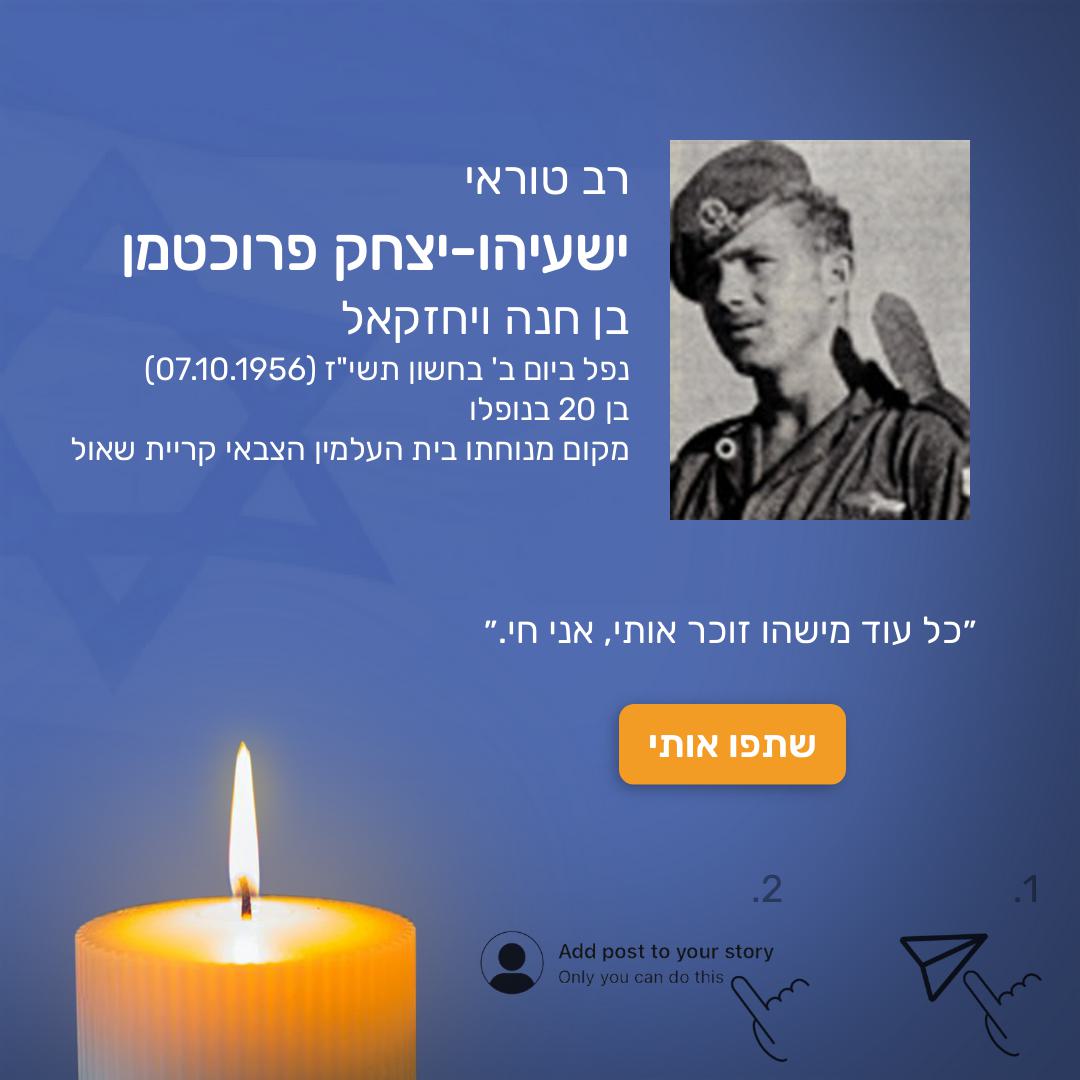 רב טוראי
ישעיהו-יצחק פרוכטמן
בן חנה ויחזקאל
נפל ביום ב' בחשון תשי"ז (07.10.1956)
בן 20 בנופלו
מקום מנוחתו בית העלמין הצבאי קריית שאול
״כל עוד מישהו זוכר אותי, אני חי.״
שתפו אותי
1.
2.
Add post to your story
Only you can do this